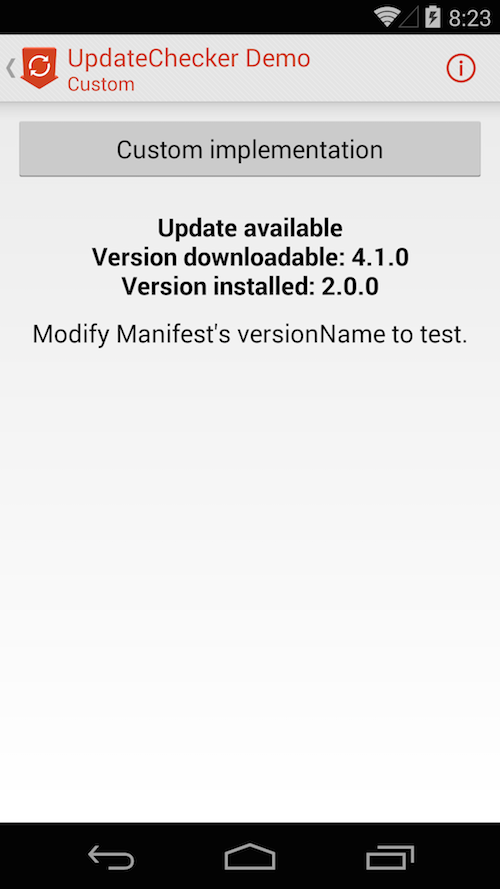 8:23
UpdateChecker Demo
Custom
Custom implementation
Update available
Version downloadable: 4.1.0
Version installed: 2.0.0
Modify Manifest's versionName to test.